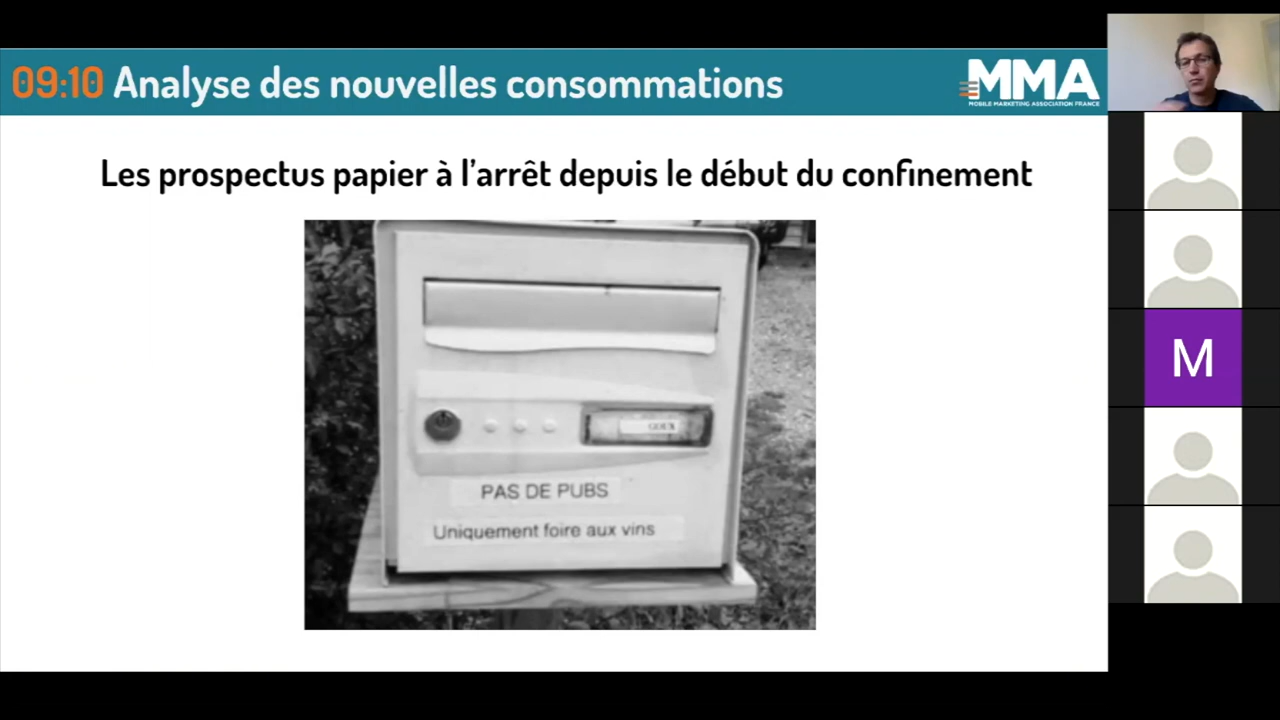 09:10 Analyse des nouvelles consommations
MMA
MOBILE MARKETING ASSOCIATION FRANCE
Les prospectus papier à l'arrêt depuis le début du confinement
GOUX
PAS DE PUBS
Uniquement foire aux vins
M